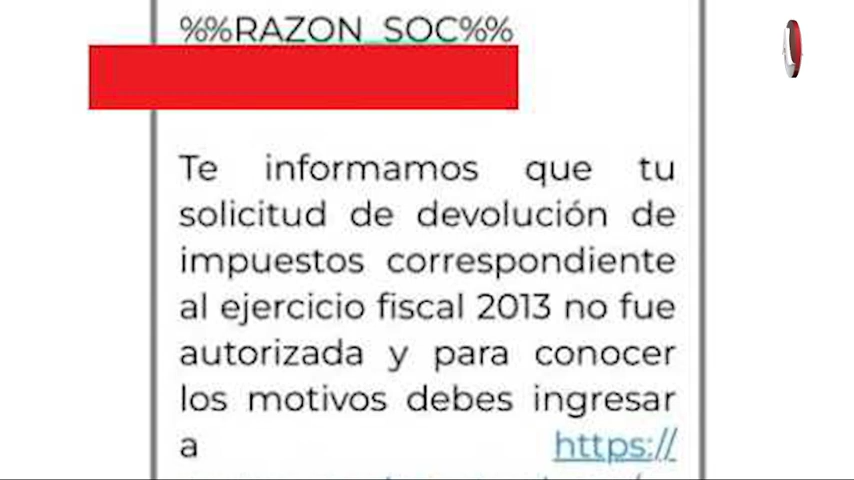 %%RAZON_SOC%%
Te informamos que tu
solicitud de devolución de
impuestos correspondiente
al ejercicio fiscal 2013 no fue
autorizada y para conocer
los motivos debes ingresar
a https://